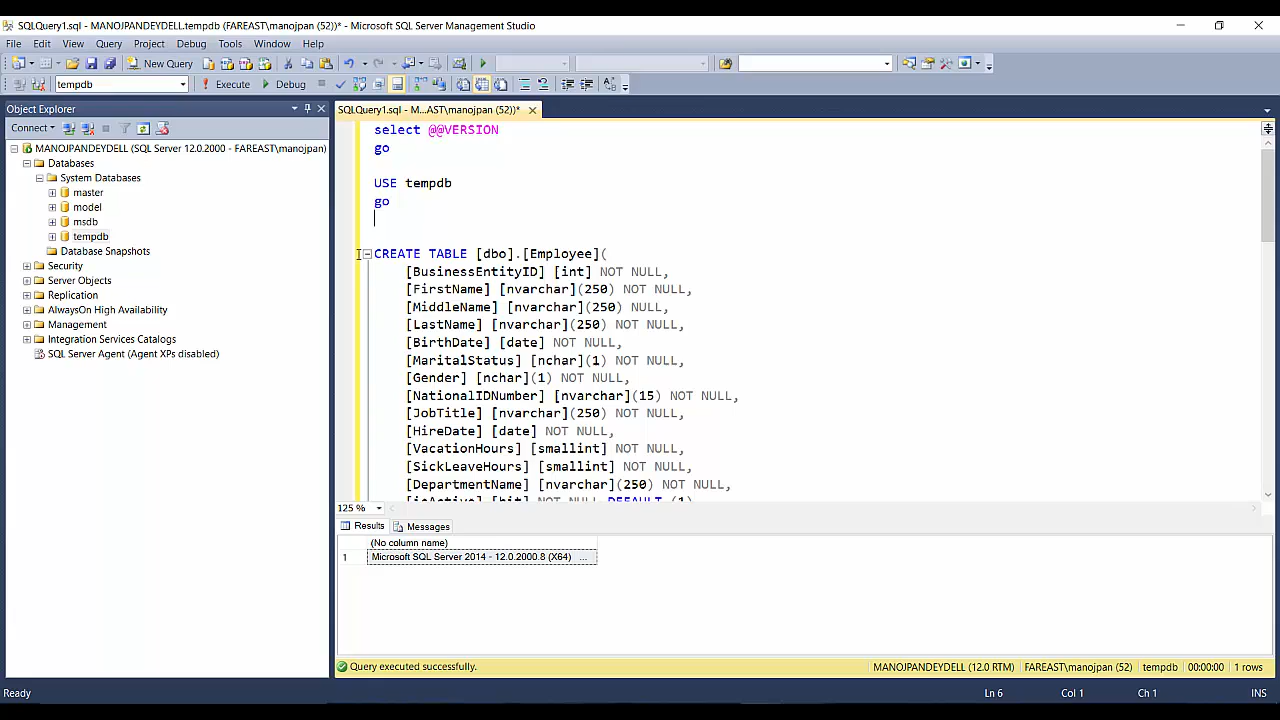 SQLQuery1.sql - MANOJPANDEYDELL.tempdb (FAREAST\manojpan (52))* - Microsoft SQL Server Management Studio
File Edit View Query Project Debug Tools Window Help
New Query
tempdb Execute Debug
Object Explorer
Connect
MANOJPANDEYDELL (SQL Server 12.0.2000 - FAREAST\manojpan)
Databases
System Databases
master
model
msdb
tempdb
Database Snapshots
Security
Server Objects
Replication
AlwaysOn High Availability
Management
Integration Services Catalogs
SQL Server Agent (Agent XPs disabled)
SQLQuery1.sql - M...AST\manojpan (52))*
select @@VERSION
go
USE tempdb
go
CREATE TABLE [dbo].[Employee](
[BusinessEntityID] [int] NOT NULL,
[FirstName] [nvarchar](250) NOT NULL,
[MiddleName] [nvarchar](250) NULL,
[LastName] [nvarchar](250) NOT NULL,
[BirthDate] [date] NOT NULL,
[MaritalStatus] [nchar](1) NOT NULL,
[Gender] [nchar](1) NOT NULL,
[NationalIDNumber] [nvarchar](15) NOT NULL,
[JobTitle] [nvarchar](250) NOT NULL,
[HireDate] [date] NOT NULL,
[VacationHours] [smallint] NOT NULL,
[SickLeaveHours] [smallint] NOT NULL,
[DepartmentName] [nvarchar](250) NOT NULL,
[isActive] [bit] NOT NULL DEFAULT (1)
125 %
Results Messages
(No column name)
1 Microsoft SQL Server 2014 - 12.0.2000.8 (X64) ...
Query executed successfully. MANOJPANDEYDELL (12.0 RTM) FAREAST\manojpan (52) tempdb 00:00:00 1 rows
Ready Ln 6 Col 1 Ch 1 INS